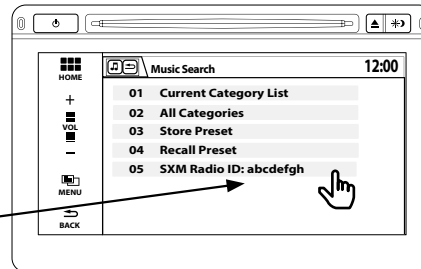 Music Search 12:00
HOME
+
VOL
–
MENU
BACK
01 Current Category List
02 All Categories
03 Store Preset
04 Recall Preset
05 SXM Radio ID: abcdefgh